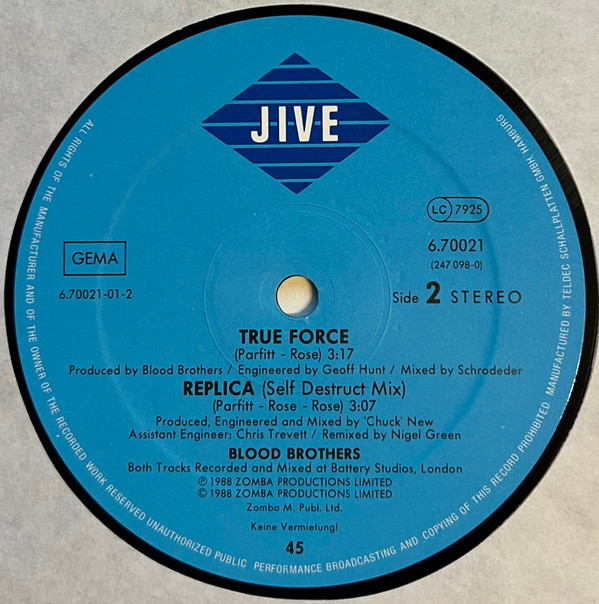 JIVE
LC 7925
GEMA
6.70021
(247 098-0)
6.70021-01-2
Side 2 STEREO
TRUE FORCE
(Parfitt - Rose) 3:17
Produced by Blood Brothers / Engineered by Geoff Hunt / Mixed by Schrodeder
REPLICA (Self Destruct Mix)
(Parfitt - Rose - Rose) 3:07
Produced, Engineered and Mixed by 'Chuck' New
Assistant Engineer: Chris Trevett / Remixed by Nigel Green
BLOOD BROTHERS
Both Tracks Recorded and Mixed at Battery Studios, London
℗ 1988 ZOMBA PRODUCTIONS LIMITED
© 1988 ZOMBA PRODUCTIONS LIMITED
Zomba M. Publ. Ltd.
Keine Vermietung!
45
ALL RIGHTS OF THE MANUFACTURER AND OF THE OWNER OF THE RECORDED WORK RESERVED UNAUTHORIZED PUBLIC PERFORMANCE BROADCASTING AND COPYING OF THIS RECORD PROHIBITED. MANUFACTURED BY TELDEC SCHALLPLATTEN GMBH HAMBURG